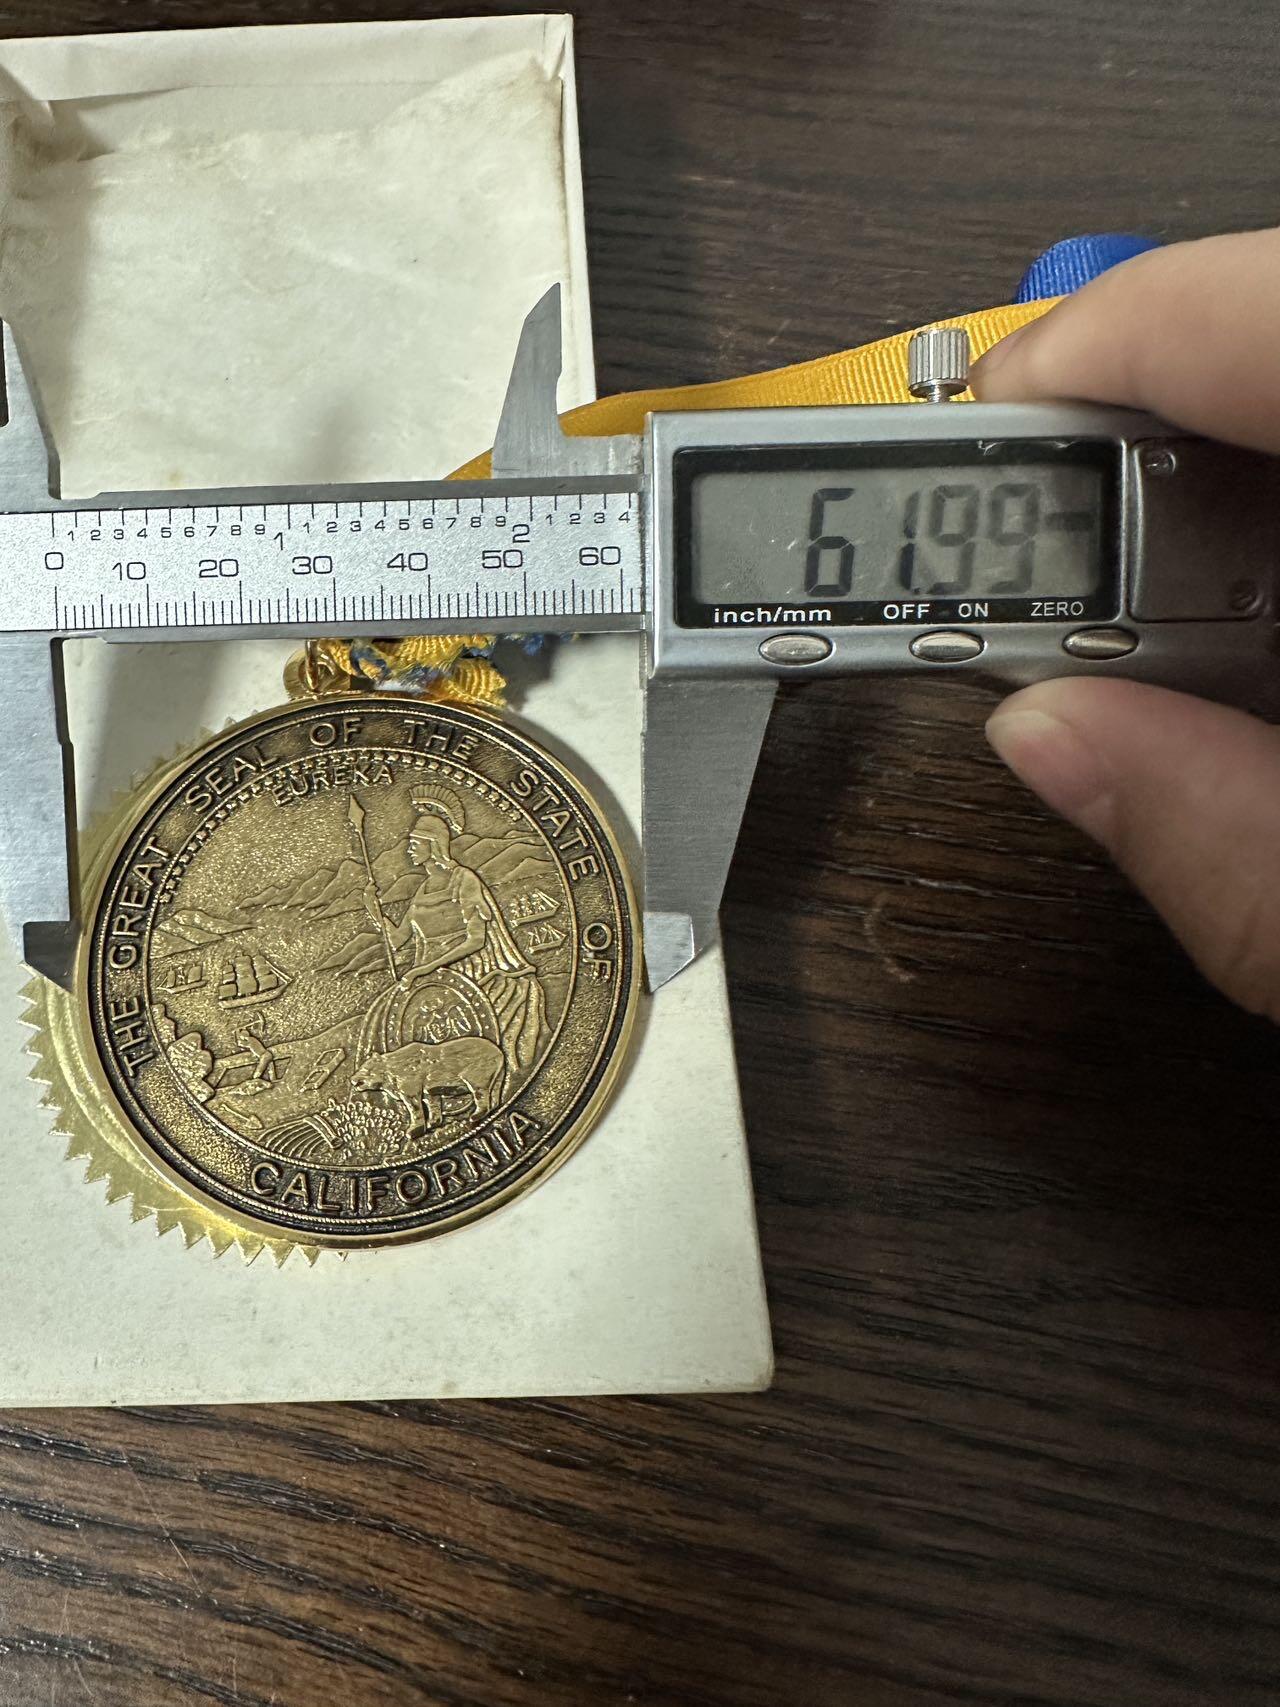 1 2 3 4 5 6 7 8 9 1 1 2 3 4 5 6 7 8 9 2 1 2 3 4
0 10 20 30 40 50 60
61.99
inch/mm OFF ON ZERO
THE GREAT SEAL OF THE STATE OF
EUREKA
CALIFORNIA